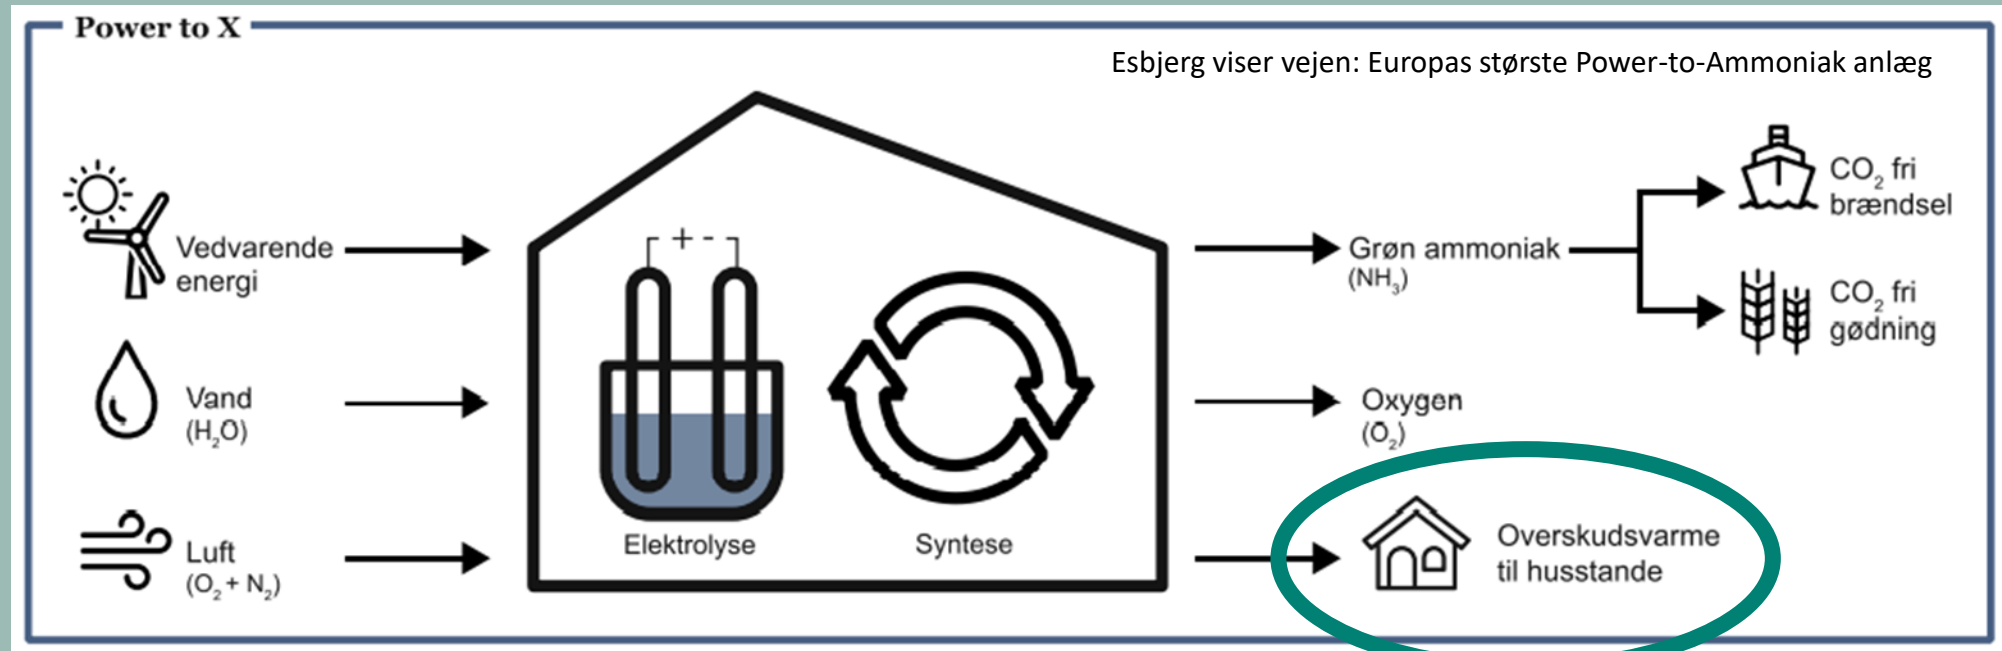 Power to X
Esbjerg viser vejen: Europas største Power-to-Ammoniak anlæg
Vedvarende
energi
Vand
(H₂O)
Luft
(O₂ + N₂)
+ -
Elektrolyse
Syntese
Grøn ammoniak
(NH₃)
CO₂ fri
brændsel
CO₂ fri
gødning
Oxygen
(O₂)
Overskudsvarme
til husstande